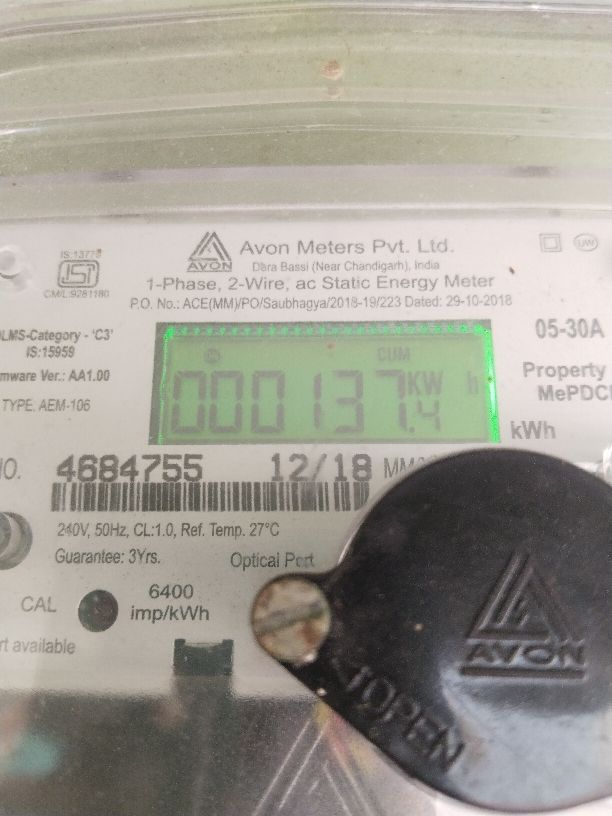 IS:13779
ISI
CM/L:9281180
AVON
Avon Meters Pvt. Ltd.
Dera Bassi (Near Chandigarh), India
1-Phase, 2-Wire, ac Static Energy Meter
P.O. No.: ACE(MM)/PO/Saubhagya/2018-19/223 Dated: 29-10-2018
UW
LMS-Category - 'C3'
IS:15959
mware Ver.: AA1.00
TYPE. AEM-106
CUM
000137.4 KW h
kWh
05-30A
Property
MePDC
NO. 4684755 12/18
240V, 50Hz, CL:1.0, Ref. Temp. 27°C
Guarantee: 3Yrs.
Optical Port
CAL
6400
imp/kWh
rt available
AVON
OPEN